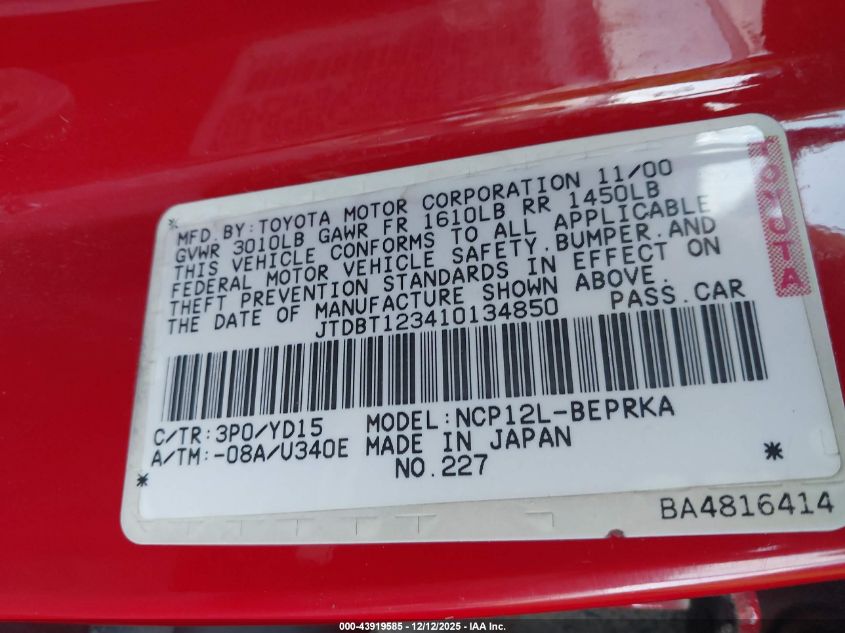 MFD. BY: TOYOTA MOTOR CORPORATION 11/00
GVWR 3010LB GAWR FR 1610LB RR 1450LB
THIS VEHICLE CONFORMS TO ALL APPLICABLE
FEDERAL MOTOR VEHICLE SAFETY, BUMPER, AND
THEFT PREVENTION STANDARDS IN EFFECT ON
THE DATE OF MANUFACTURE SHOWN ABOVE.
JTDBT123410134850 PASS. CAR
C/TR: 3P0/YD15 MODEL: NCP12L-BEPRKA
A/TM: -08A/U340E MADE IN JAPAN
NO. 227
BA4816414
TOYOTA
000-43919585 - 12/12/2025 - IAA Inc.